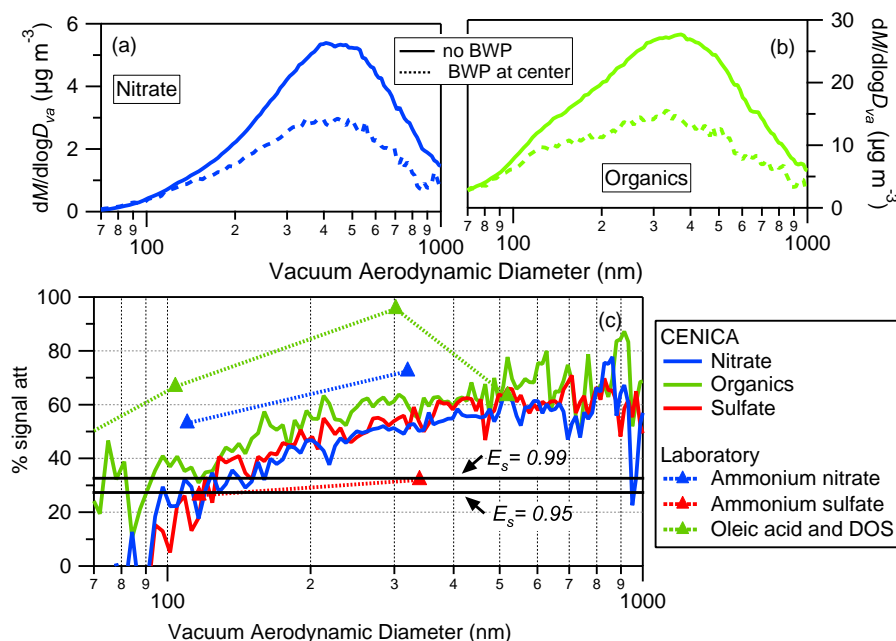 (a)
Nitrate
dM/dlogD_va (µg m⁻³)
6
4
2
0
7 8 9 100 2 3 4 5 6 7 8 9 1000
no BWP
BWP at center
(b)
Organics
30
20
10
0
dM/dlogD_va (µg m⁻³)
7 8 9 100 2 3 4 5 6 7 8 9 1000
Vacuum Aerodynamic Diameter (nm)
(c)
% signal att
100
80
60
40
20
0
E_s = 0.99
E_s = 0.95
7 8 9 100 2 3 4 5 6 7 8 9 1000
Vacuum Aerodynamic Diameter (nm)
CENICA
Nitrate
Organics
Sulfate
Laboratory
Ammonium nitrate
Ammonium sulfate
Oleic acid and DOS